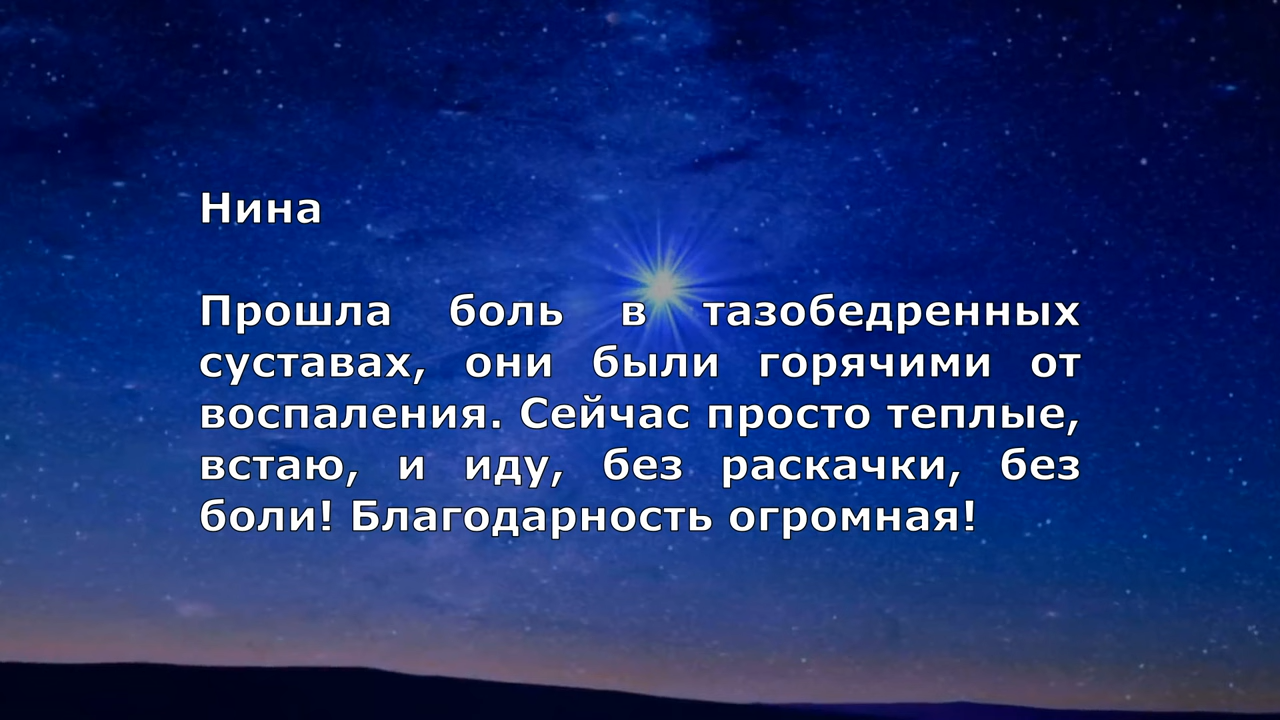 Нина
Прошла боль в тазобедренных
суставах, они были горячими от
воспаления. Сейчас просто теплые,
встаю, и иду, без раскачки, без
боли! Благодарность огромная!